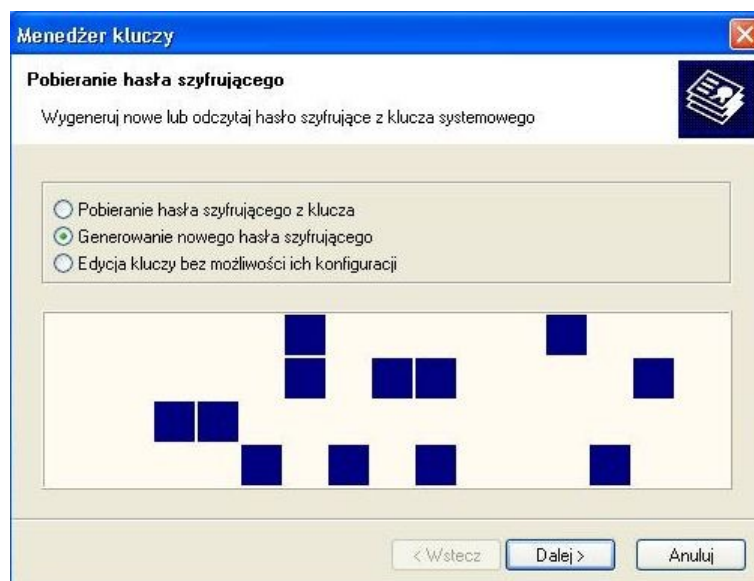 Menedżer kluczy
Pobieranie hasła szyfrującego
Wygeneruj nowe lub odczytaj hasło szyfrujące z klucza systemowego
Pobieranie hasła szyfrującego z klucza
Generowanie nowego hasła szyfrującego
Edycja kluczy bez możliwości ich konfiguracji
< Wstecz
Dalej >
Anuluj